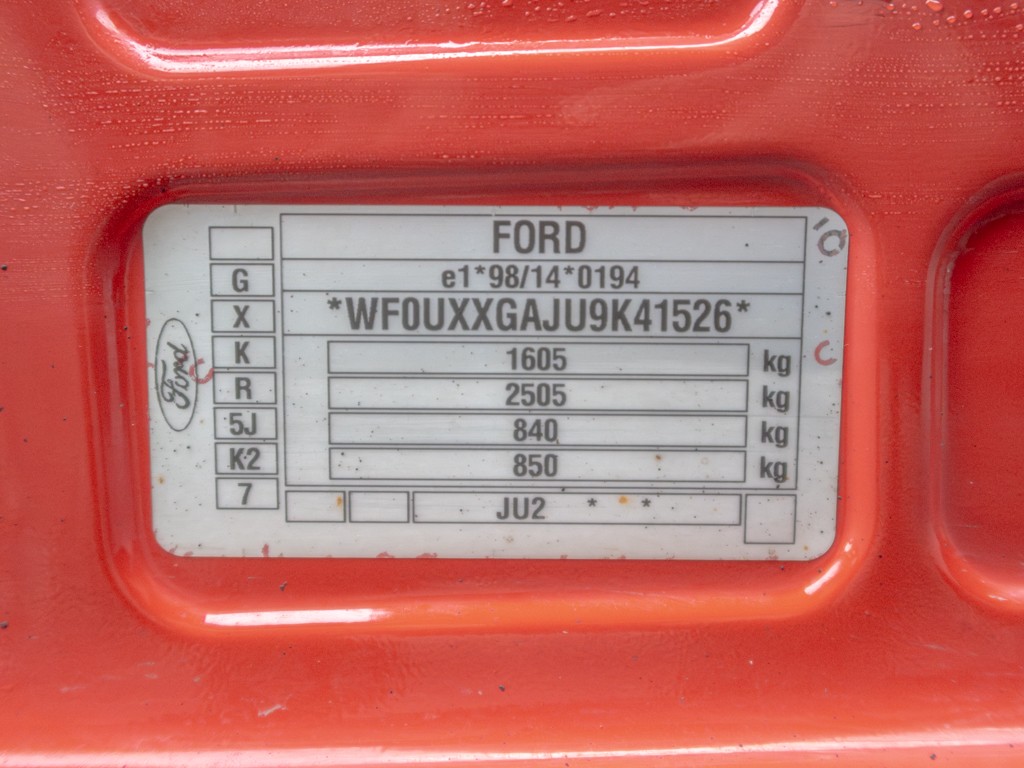 FORD
e1*98/14*0194
*WF0UXXGAJU9K41526*
1605 kg
2505 kg
840 kg
850 kg
JU2 * *
G
X
K
R
5J
K2
7
Ford